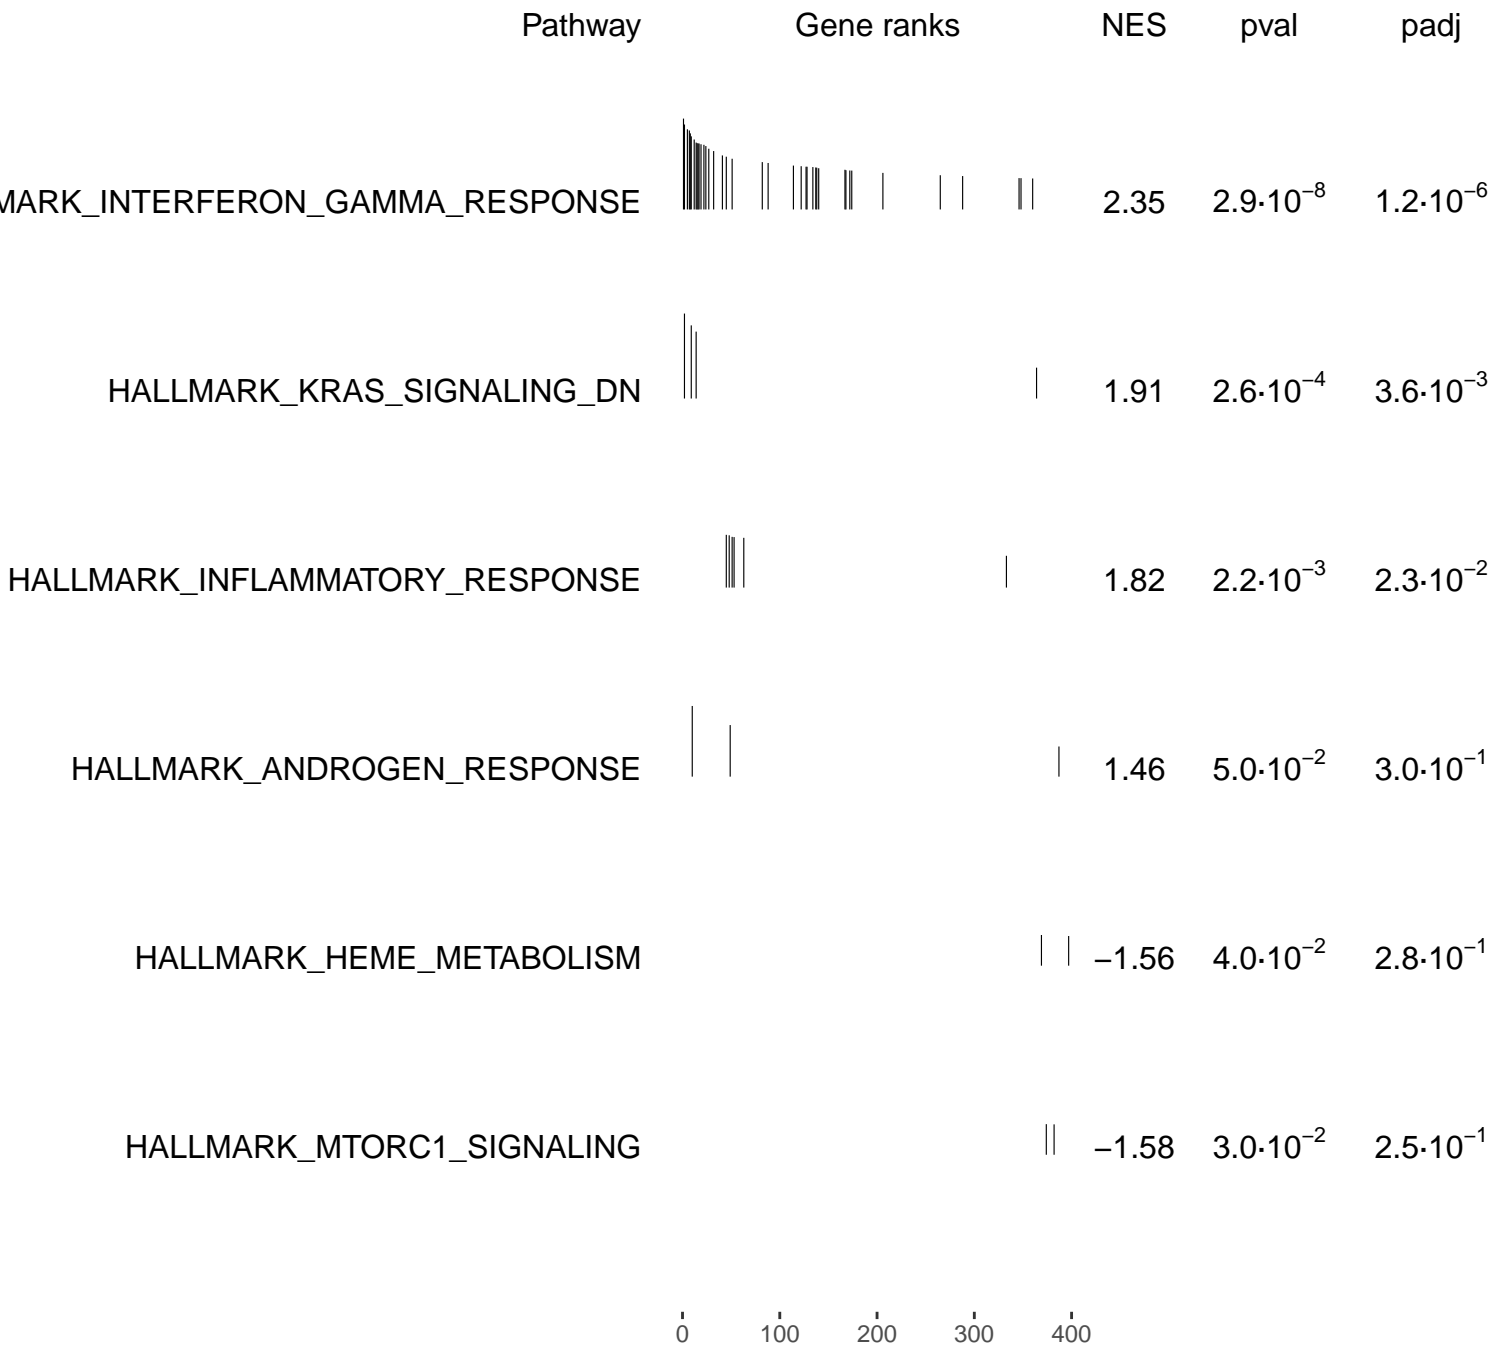 Pathway Gene ranks NES pval padj
MARK_INTERFERON_GAMMA_RESPONSE 2.35 2.9·10⁻⁸ 1.2·10⁻⁶
HALLMARK_KRAS_SIGNALING_DN 1.91 2.6·10⁻⁴ 3.6·10⁻³
HALLMARK_INFLAMMATORY_RESPONSE 1.82 2.2·10⁻³ 2.3·10⁻²
HALLMARK_ANDROGEN_RESPONSE 1.46 5.0·10⁻² 3.0·10⁻¹
HALLMARK_HEME_METABOLISM −1.56 4.0·10⁻² 2.8·10⁻¹
HALLMARK_MTORC1_SIGNALING −1.58 3.0·10⁻² 2.5·10⁻¹
0 100 200 300 400